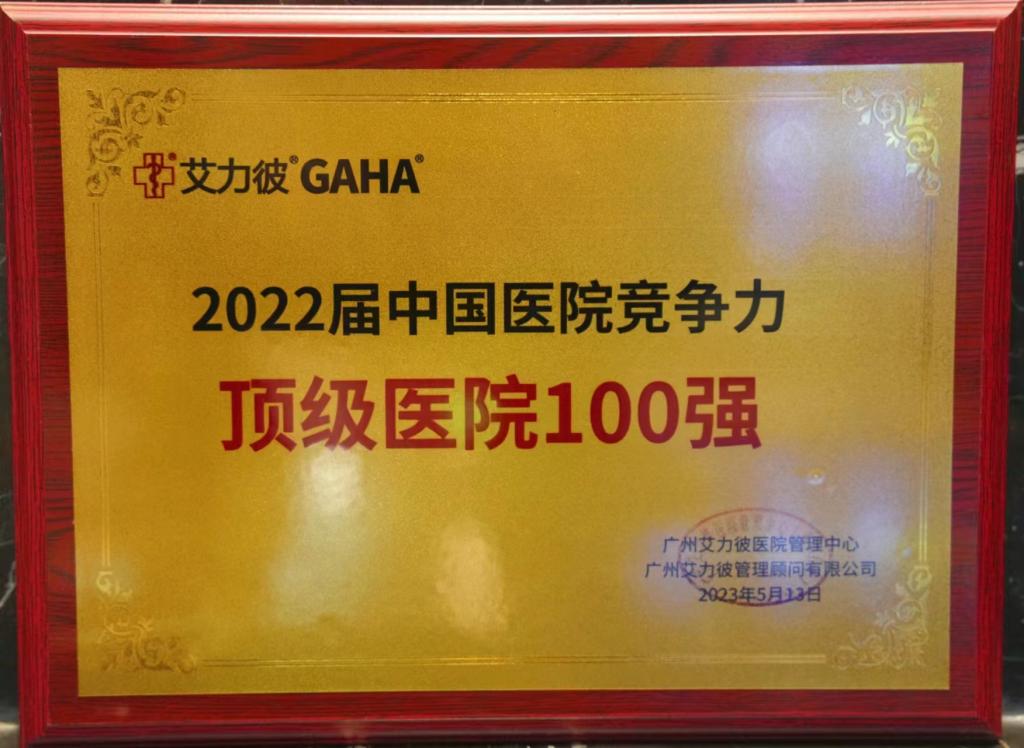 艾力彼®GAHA®
2022届中国医院竞争力
顶级医院100强
广州艾力彼医院管理中心
广州艾力彼管理顾问有限公司
2023年5月13日